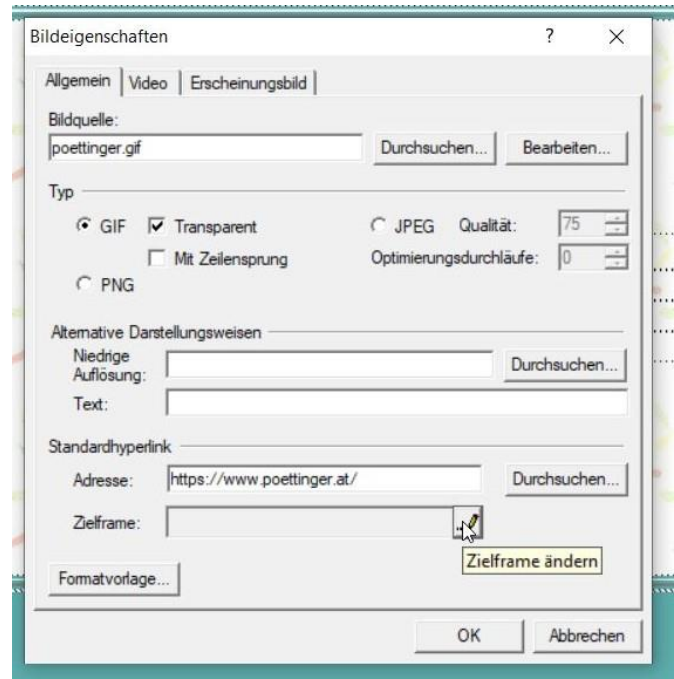 Bildeigenschaften ? ×
Allgemein Video Erscheinungsbild
Bildquelle:
poettinger.gif Durchsuchen... Bearbeiten...
Typ
GIF Transparent JPEG Qualität: 75
Mit Zeilensprung Optimierungsdurchläufe: 0
PNG
Alternative Darstellungsweisen
Niedrige
Auflösung: Durchsuchen...
Text:
Standardhyperlink
Adresse: https://www.poettinger.at/ Durchsuchen...
Zielframe:
Zielframe ändern
Formatvorlage...
OK Abbrechen